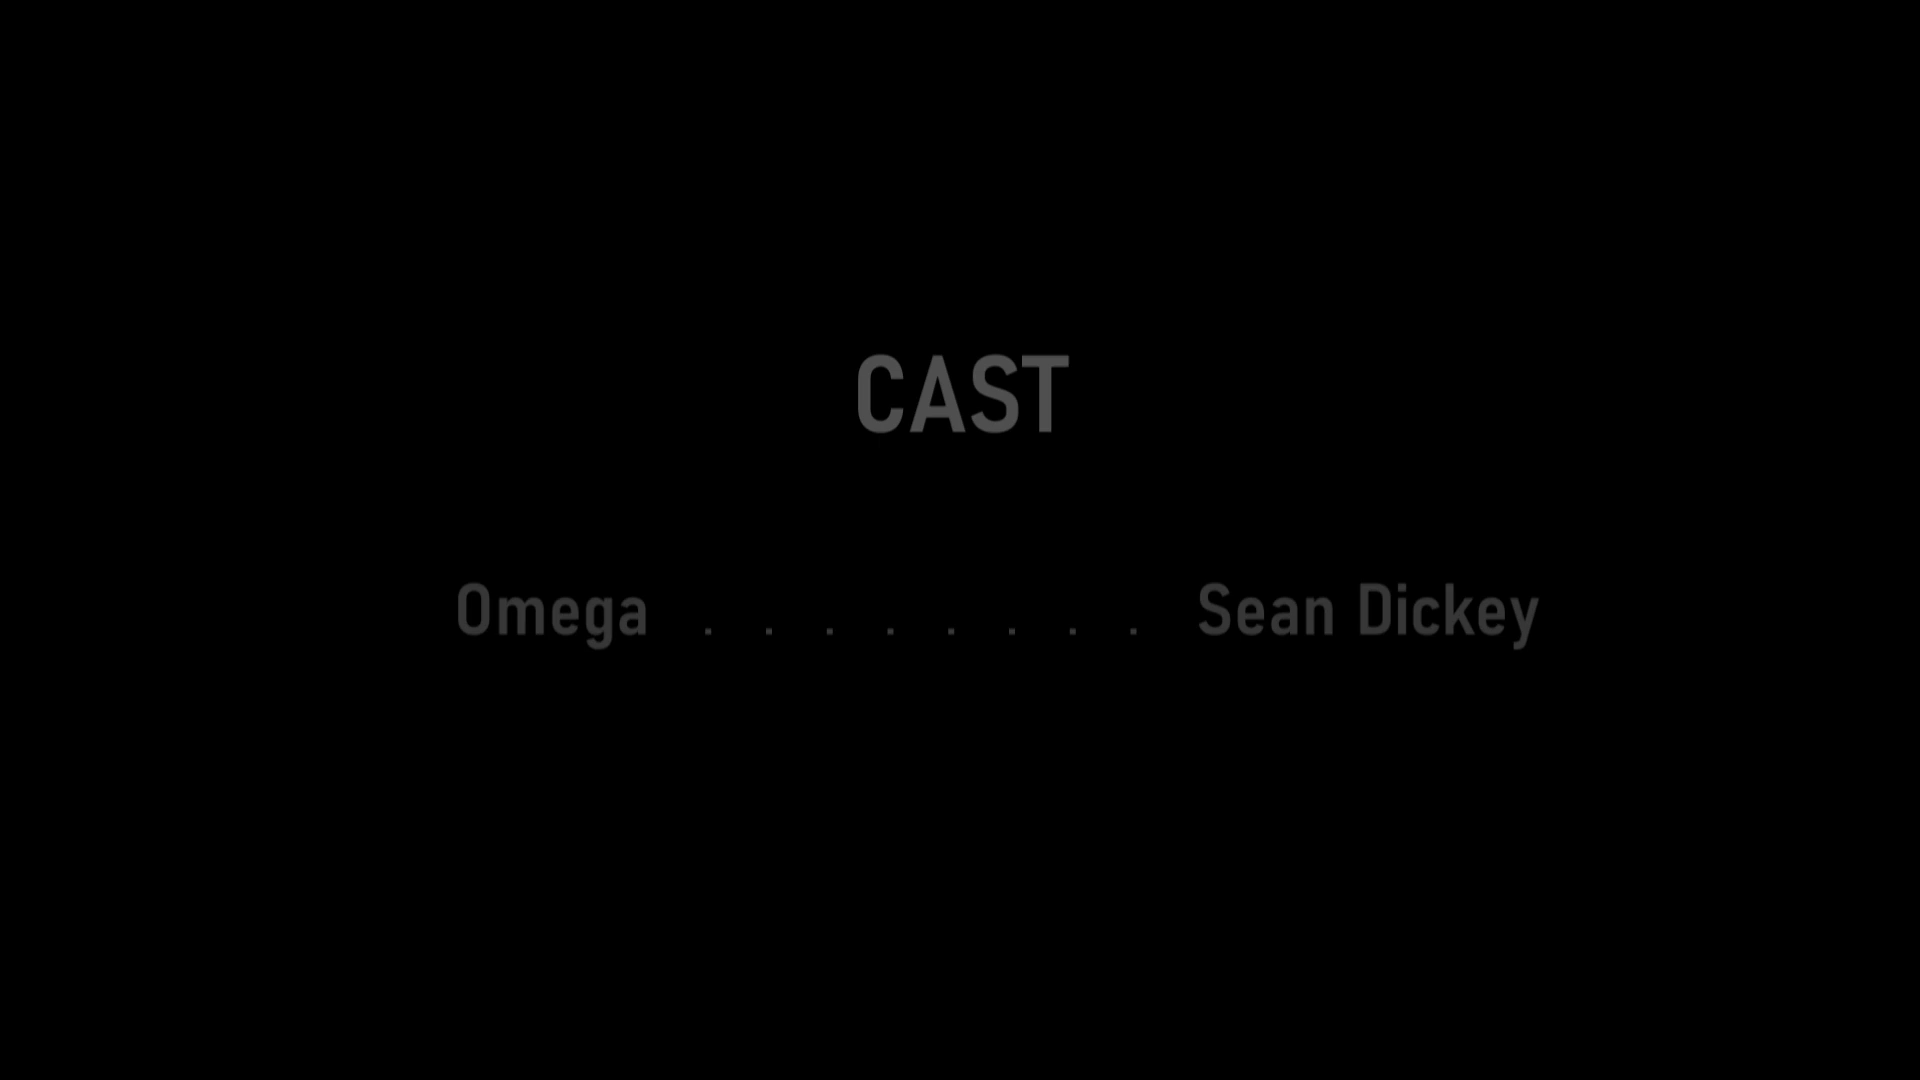 CAST
Omega . . . . . . . . Sean Dickey